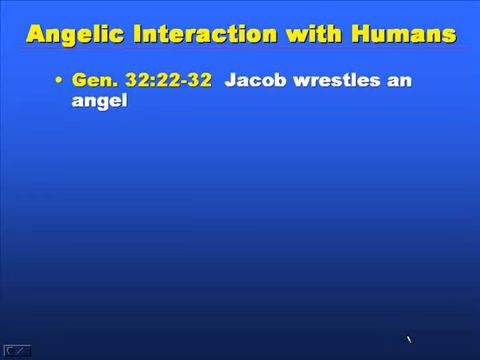 Angelic Interaction with Humans
• Gen. 32:22-32 Jacob wrestles an
angel